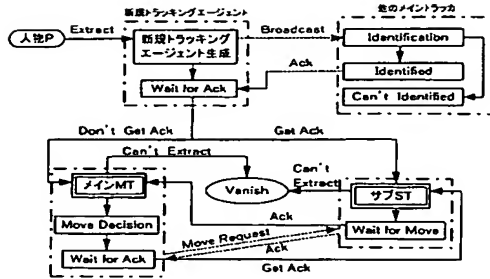 新規トラッキングエージェント
他のメイントラッカ
人物P
Extract
新規トラッキング
エージェント生成
Broadcast
Identification
Wait for Ack
Ack
Identified
Can't Identified
Don't Get Ack
Get Ack
Can't Extract
Can't
Extract
メインMT
Vanish
サブST
Move Decision
Ack
Wait for Move
Move Request
Ack
Wait for Ack
Get Ack